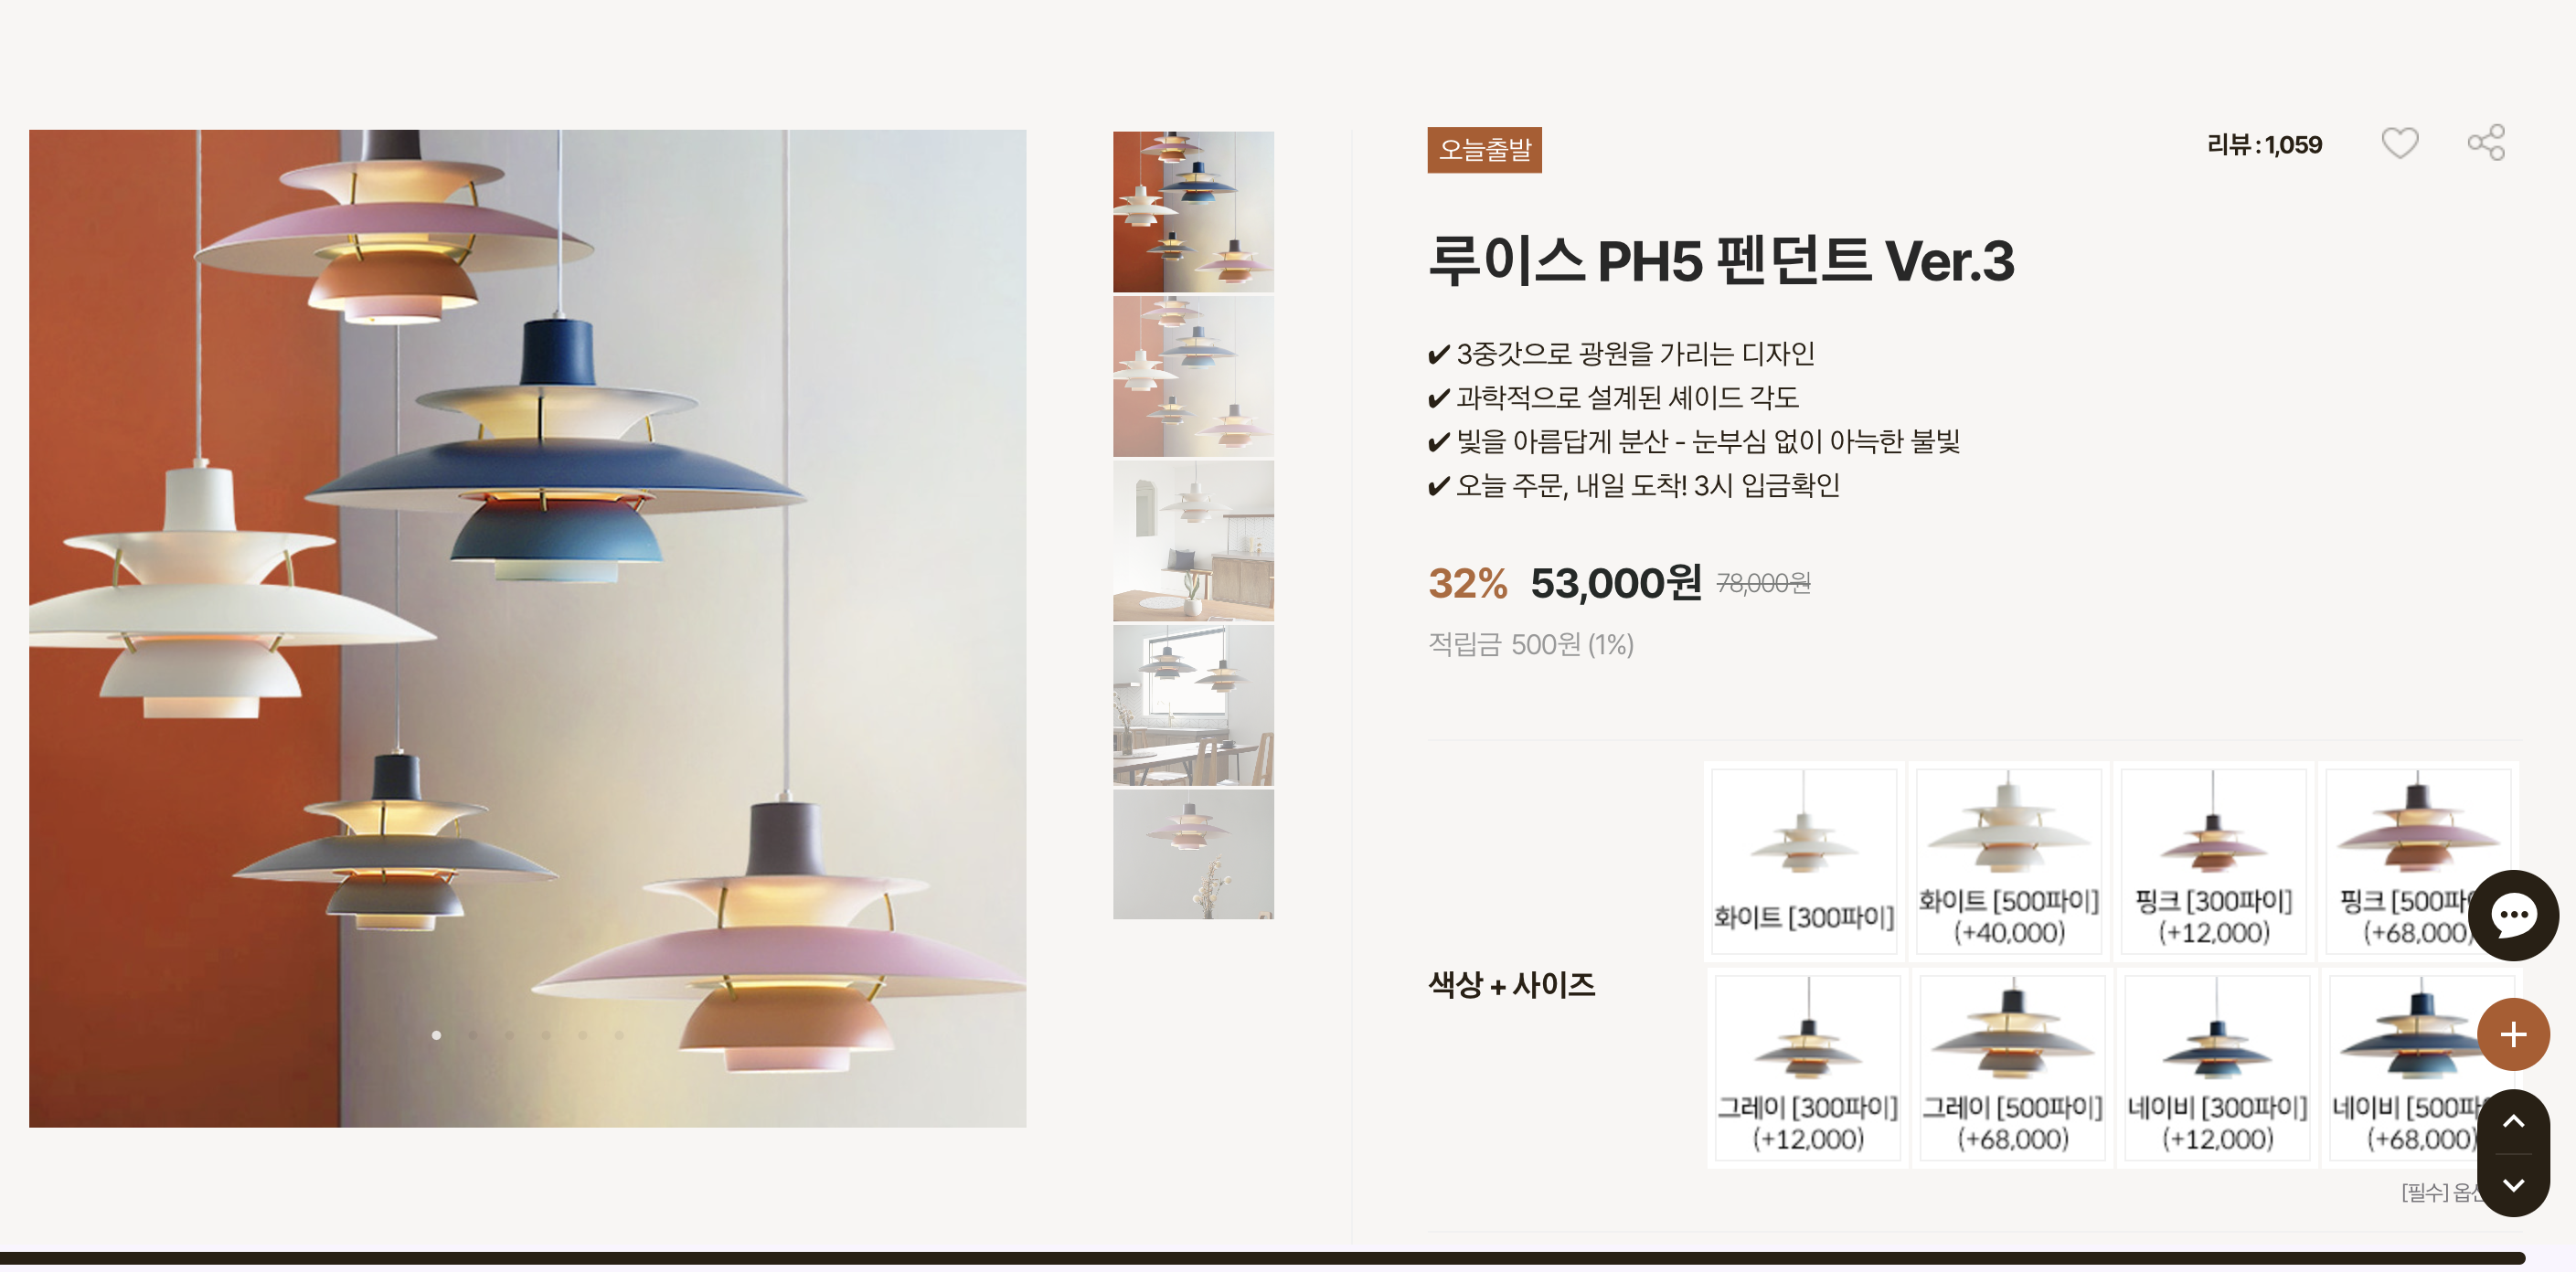 오늘출발
리뷰 : 1,059
루이스 PH5 펜던트 Ver.3
✔ 3중갓으로 광원을 가리는 디자인
✔ 과학적으로 설계된 셰이드 각도
✔ 빛을 아름답게 분산 - 눈부심 없이 아늑한 불빛
✔ 오늘 주문, 내일 도착! 3시 입금확인
32% 53,000원 78,000원
적립금 500원 (1%)
색상 + 사이즈
화이트 [300파이]
화이트 [500파이]
(+40,000)
핑크 [300파이]
(+12,000)
핑크 [500파
(+68,000)
그레이 [300파이]
(+12,000)
그레이 [500파이]
(+68,000)
네이비 [300파이]
(+12,000)
네이비 [500파
(+68,000)
[필수]